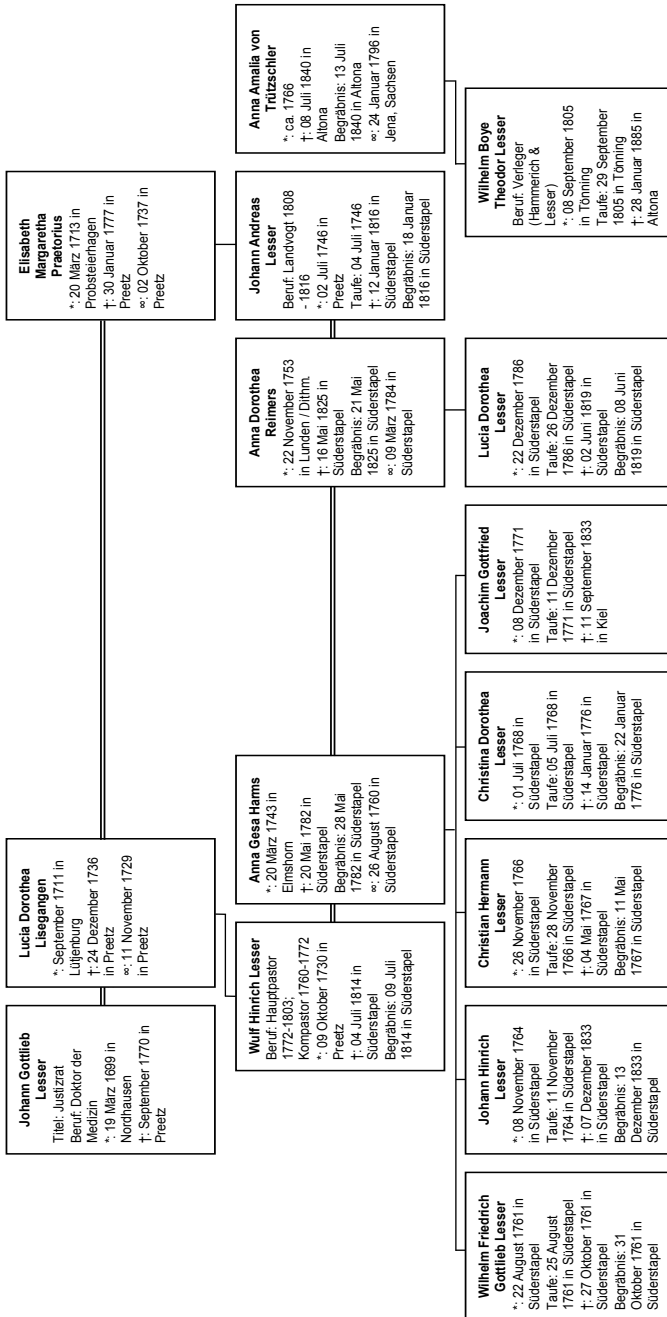 Johann Gottlieb
Lesser
Titel: Justizrat
Beruf: Doktor der
Medizin
*: 19 März 1699 in
Nordhausen
†: September 1770 in
Preetz
Lucia Dorothea
Lisegangen
*: September 1711 in
Lütjenburg
†: 24 Dezember 1736
in Preetz
∞: 11 November 1729
in Preetz
Elisabeth
Margaretha
Praetorius
*: 20 März 1713 in
Probsteierhagen
†: 30 Januar 1777 in
Preetz
∞: 02 Oktober 1737 in
Preetz
Wulf Hinrich Lesser
Beruf: Hauptpastor
1772-1803;
Kompastor 1760-1772
*: 09 Oktober 1730 in
Preetz
†: 04 Juli 1814 in
Süderstapel
Begräbnis: 09 Juli
1814 in Süderstapel
Anna Gesa Harms
*: 20 März 1743 in
Elmshorn
†: 20 Mai 1782 in
Süderstapel
Begräbnis: 28 Mai
1782 in Süderstapel
∞: 26 August 1760 in
Süderstapel
Anna Dorothea
Reimers
*: 22 November 1753
in Lunden / Dithm.
†: 16 Mai 1825 in
Süderstapel
Begräbnis: 21 Mai
1825 in Süderstapel
∞: 09 März 1784 in
Süderstapel
Johann Andreas
Lesser
Beruf: Landvogt 1808
- 1816
*: 02 Juli 1746 in
Preetz
Taufe: 04 Juli 1746
†: 12 Januar 1816 in
Süderstapel
Begräbnis: 18 Januar
1816 in Süderstapel
Anna Amalia von
Trützschler
*: ca. 1766
†: 08 Juli 1840 in
Altona
Begräbnis: 13 Juli
1840 in Altona
∞: 24 Januar 1796 in
Jena, Sachsen
Wilhelm Friedrich
Gottlieb Lesser
*: 22 August 1761 in
Süderstapel
Taufe: 25 August
1761 in Süderstapel
†: 27 Oktober 1761 in
Süderstapel
Begräbnis: 31
Oktober 1761 in
Süderstapel
Johann Hinrich
Lesser
*: 08 November 1764
in Süderstapel
Taufe: 11 November
1764 in Süderstapel
†: 07 Dezember 1833
in Süderstapel
Begräbnis: 13
Dezember 1833 in
Süderstapel
Christian Hermann
Lesser
*: 26 November 1766
in Süderstapel
Taufe: 28 November
1766 in Süderstapel
†: 04 Mai 1767 in
Süderstapel
Begräbnis: 11 Mai
1767 in Süderstapel
Christina Dorothea
Lesser
*: 01 Juli 1768 in
Süderstapel
Taufe: 05 Juli 1768 in
Süderstapel
†: 14 Januar 1776 in
Süderstapel
Begräbnis: 22 Januar
1776 in Süderstapel
Joachim Gottfried
Lesser
*: 08 Dezember 1771
in Süderstapel
Taufe: 11 Dezember
1771 in Süderstapel
†: 11 September 1833
in Kiel
Lucia Dorothea
Lesser
*: 22 Dezember 1786
in Süderstapel
Taufe: 26 Dezember
1786 in Süderstapel
†: 02 Juni 1819 in
Süderstapel
Begräbnis: 08 Juni
1819 in Süderstapel
Wilhelm Boye
Theodor Lesser
Beruf: Verleger
(Hammerich &
Lesser)
*: 08 September 1805
in Tönning
Taufe: 29 September
1805 in Tönning
†: 28 Januar 1885 in
Altona